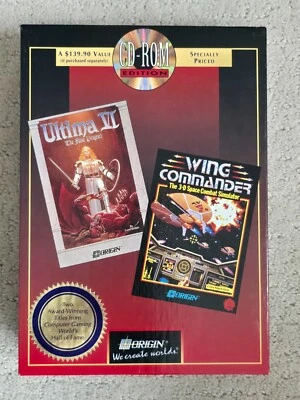 A $139.90 VALUE
if purchased separately!
CD-ROM
EDITION
SPECIALLY
PRICED
Ultima VI
The False Prophet
ORIGIN
WING
COMMANDER
The 3-D Space Combat Simulator
ORIGIN
Two
Award-Winning
Titles from
Computer Gaming
World's
Hall of Fame
ORIGIN
We create worlds.